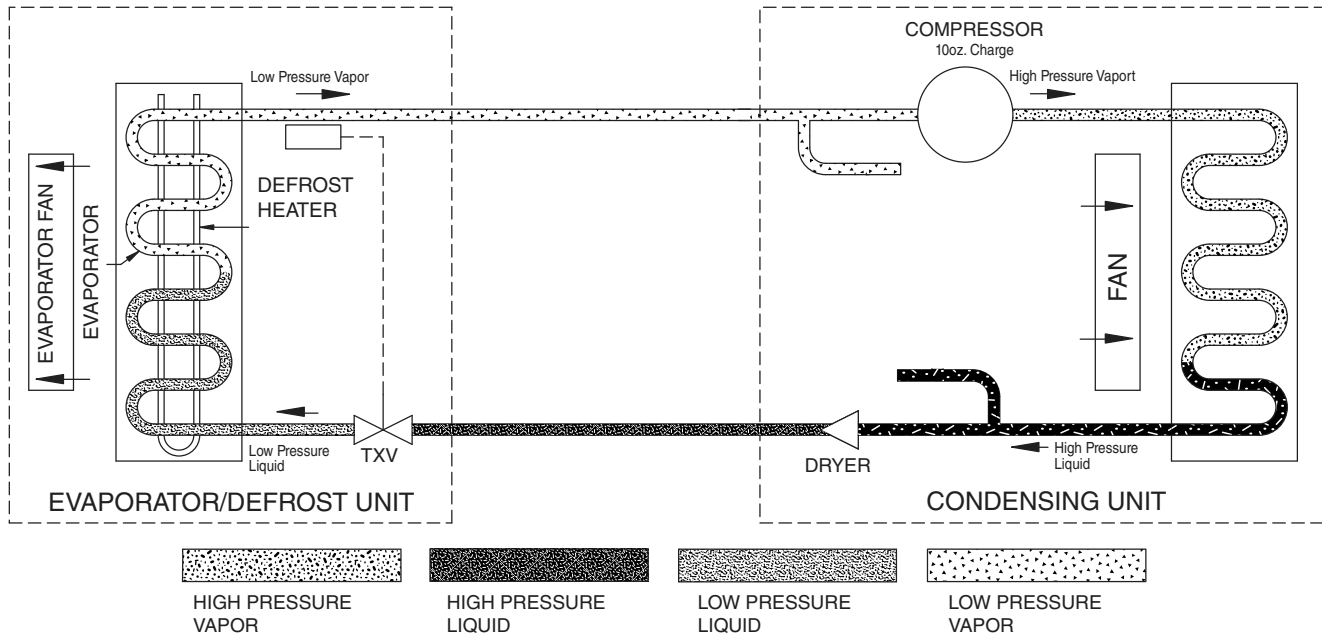 COMPRESSOR
10oz. Charge
Low Pressure Vapor
High Pressure Vaport
EVAPORATOR FAN
EVAPORATOR
DEFROST
HEATER
FAN
Low Pressure
Liquid
TXV
DRYER
High Pressure
Liquid
EVAPORATOR/DEFROST UNIT
CONDENSING UNIT
HIGH PRESSURE
VAPOR
HIGH PRESSURE
LIQUID
LOW PRESSURE
LIQUID
LOW PRESSURE
VAPOR